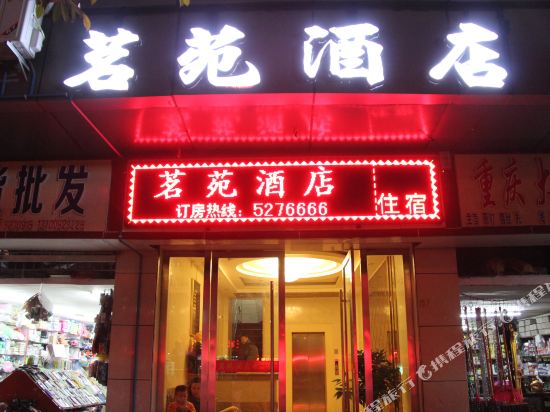 茗苑酒店
茗苑酒店
订房热线：5276666
住宿
批发
重庆
携程旅行